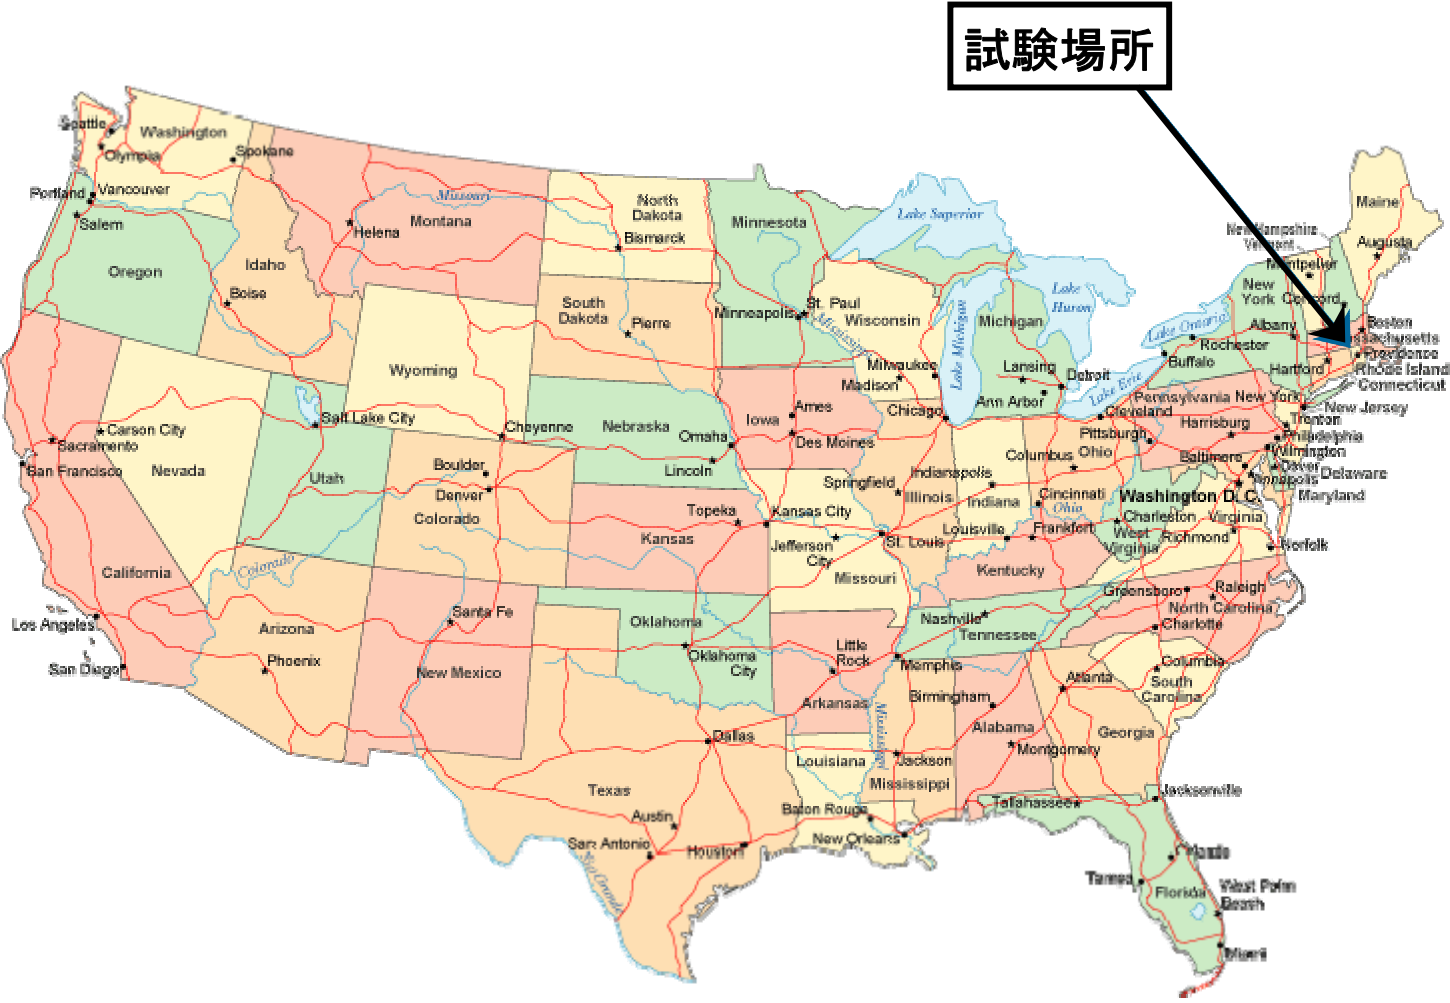 試験場所
Seattle
Washington
Olympia
Spokane
Portland
Vancouver
Salem
Oregon
Idaho
Boise
Missouri
Montana
Helena
North
Dakota
Bismarck
South
Dakota
Pierre
Minnesota
Minneapolis
St. Paul
Mississippi
Wisconsin
Milwaukee
Madison
Lake Superior
Lake Michigan
Lake
Huron
Michigan
Lansing
Detroit
Ann Arbor
Lake Erie
Lake Ontario
New Hampshire
Vermont
Montpelier
Maine
Augusta
New
York
Concord
Albany
Rochester
Buffalo
Boston
ssachusetts
Providence
Rhode Island
Connecticut
Hartford
New York
New Jersey
Trenton
Pennsylvania
Harrisburg
Philadelphia
Pittsburgh
Wilmington
Dover
Delaware
Baltimore
Annapolis
Maryland
Washington D.C.
Wyoming
Cheyenne
Salt Lake City
Utah
Carson City
Sacramento
San Francisco
Nevada
California
Los Angeles
San Diego
Colorado
Boulder
Denver
Colorado
Nebraska
Omaha
Lincoln
Iowa
Ames
Des Moines
Chicago
Springfield
Illinois
Indianapolis
Indiana
Cleveland
Columbus
Ohio
Cincinnati
Ohio
Louisville
Frankfort
Kentucky
Charleston
West
Virginia
Virginia
Richmond
Norfolk
Topeka
Kansas
Kansas City
Jefferson
City
St. Louis
Missouri
Arizona
Phoenix
Santa Fe
New Mexico
Oklahoma
Oklahoma
City
Little
Rock
Arkansas
Nashville
Tennessee
Memphis
Greensboro
Raleigh
North Carolina
Charlotte
Columbia
South
Carolina
Atlanta
Georgia
Birmingham
Alabama
Montgomery
Mississippi
Jackson
Mississippi
Louisiana
Baton Rouge
New Orleans
Dallas
Texas
Austin
San Antonio
Houston
Rio Grande
Tallahassee
Jacksonville
Orlando
Tampa
Florida
West Palm
Beach
Miami